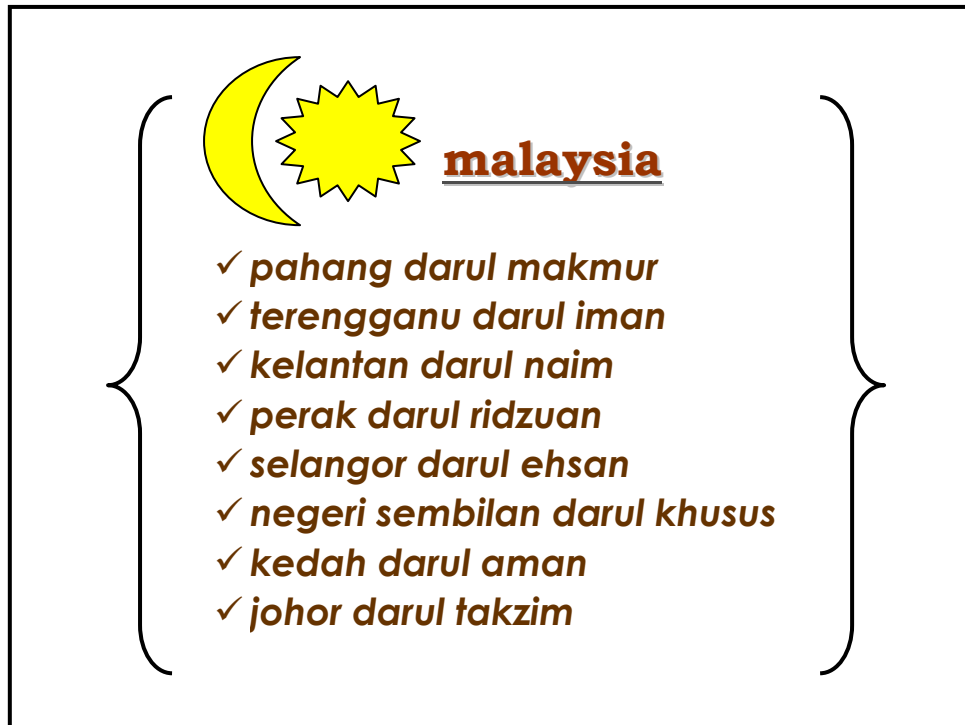 malaysia
✓ pahang darul makmur
✓ terengganu darul iman
✓ kelantan darul naim
✓ perak darul ridzuan
✓ selangor darul ehsan
✓ negeri sembilan darul khusus
✓ kedah darul aman
✓ johor darul takzim